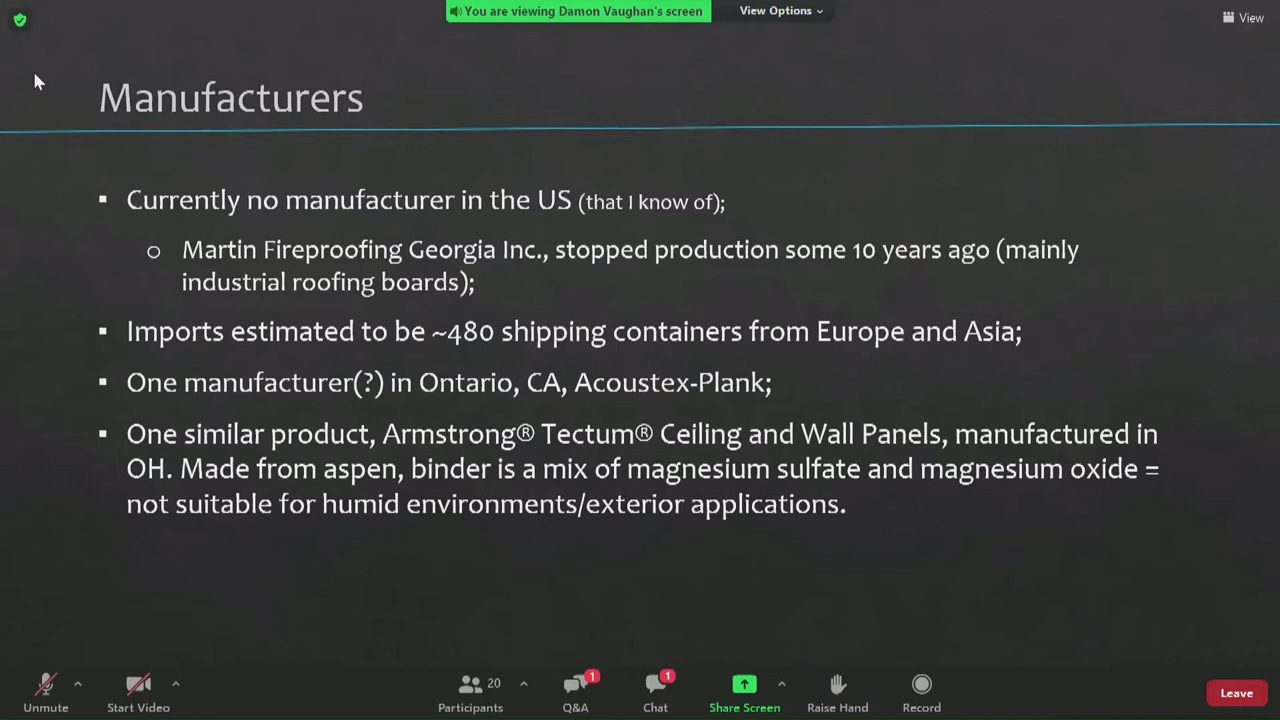 You are viewing Damon Vaughan's screen
View Options
View
Manufacturers
▪ Currently no manufacturer in the US (that I know of);
o Martin Fireproofing Georgia Inc., stopped production some 10 years ago (mainly
industrial roofing boards);
▪ Imports estimated to be ~480 shipping containers from Europe and Asia;
▪ One manufacturer(?) in Ontario, CA, Acoustex-Plank;
▪ One similar product, Armstrong® Tectum® Ceiling and Wall Panels, manufactured in
OH. Made from aspen, binder is a mix of magnesium sulfate and magnesium oxide =
not suitable for humid environments/exterior applications.
20
1
1
Unmute
Start Video
Participants
Q&A
Chat
Share Screen
Raise Hand
Record
Leave